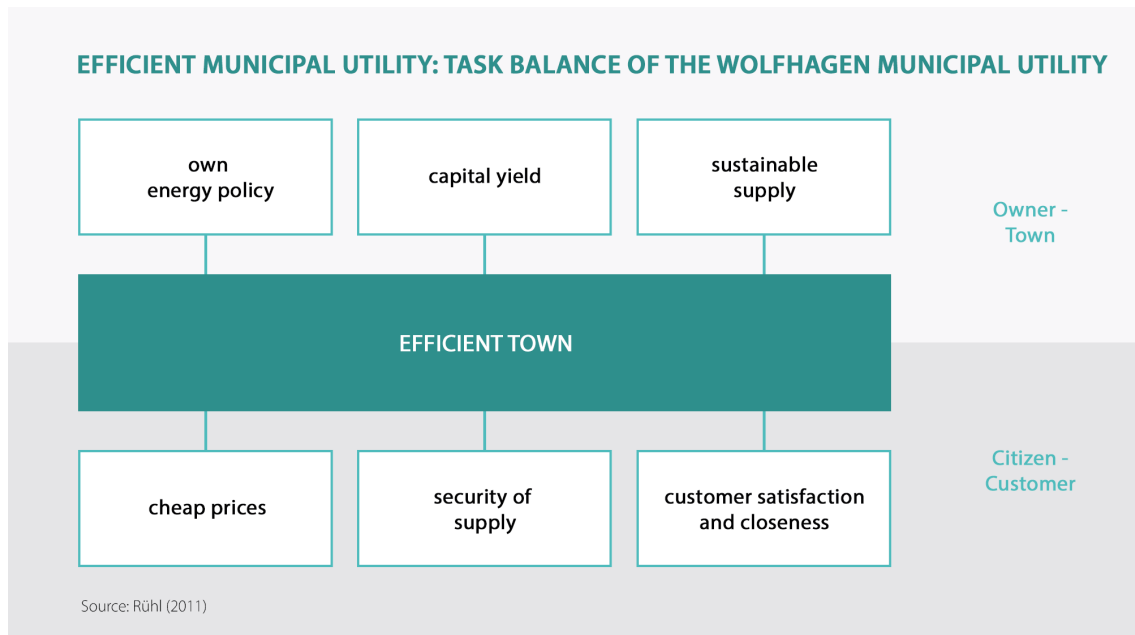 EFFICIENT MUNICIPAL UTILITY: TASK BALANCE OF THE WOLFHAGEN MUNICIPAL UTILITY
own
energy policy
capital yield
sustainable
supply
Owner -
Town
EFFICIENT TOWN
cheap prices
security of
supply
customer satisfaction
and closeness
Citizen -
Customer
Source: Rühl (2011)